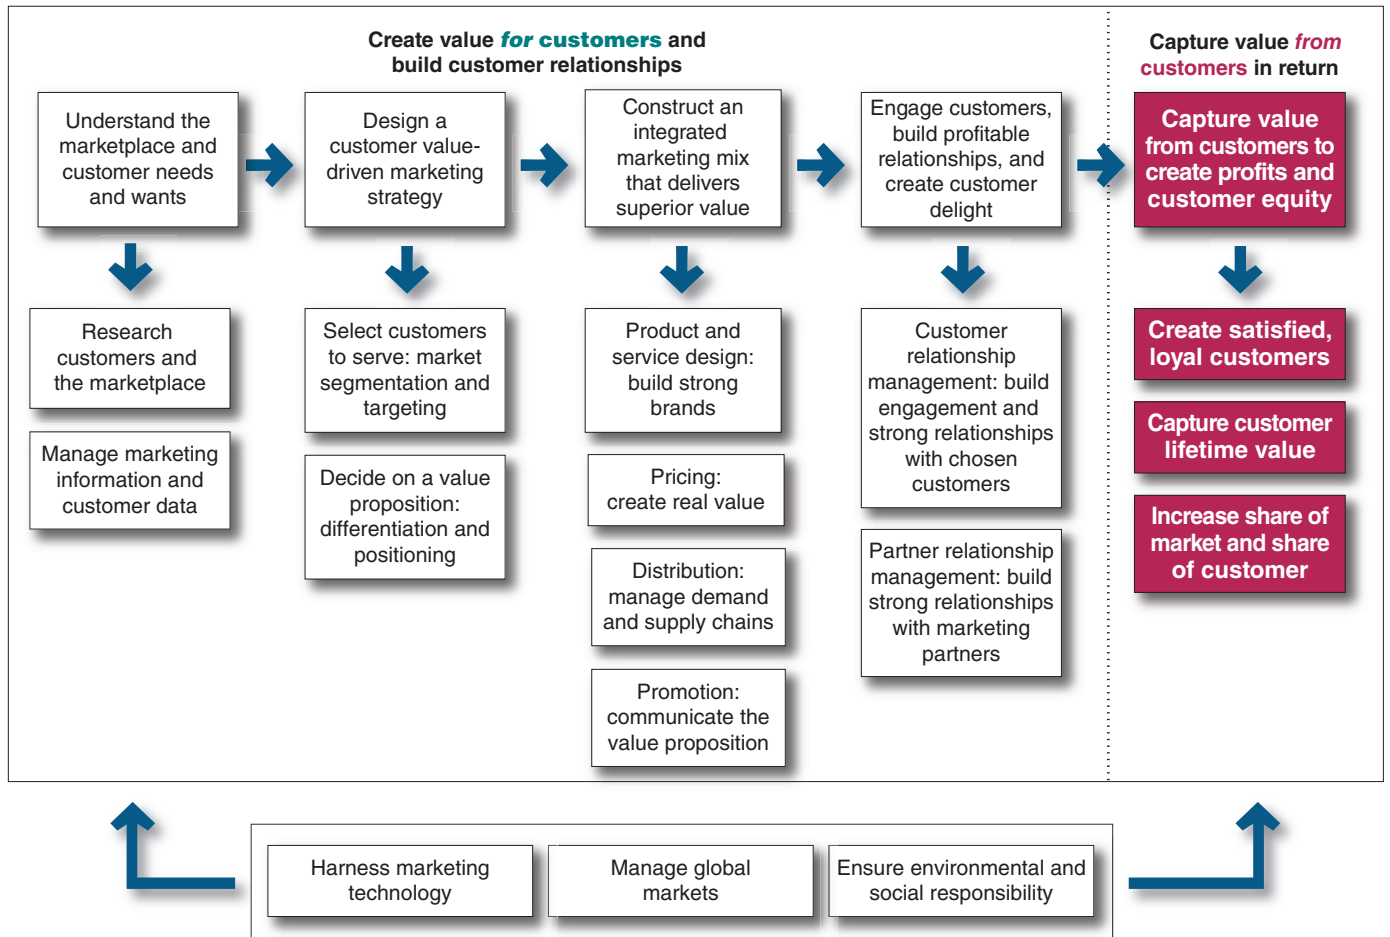 Create value for customers and
build customer relationships
Capture value from
customers in return
Understand the
marketplace and
customer needs
and wants
Design a
customer value-
driven marketing
strategy
Construct an
integrated
marketing mix
that delivers
superior value
Engage customers,
build profitable
relationships, and
create customer
delight
Capture value
from customers to
create profits and
customer equity
Research
customers and
the marketplace
Manage marketing
information and
customer data
Select customers
to serve: market
segmentation and
targeting
Decide on a value
proposition:
differentiation and
positioning
Product and
service design:
build strong
brands
Pricing:
create real value
Distribution:
manage demand
and supply chains
Promotion:
communicate the
value proposition
Customer
relationship
management: build
engagement and
strong relationships
with chosen
customers
Partner relationship
management: build
strong relationships
with marketing
partners
Create satisfied,
loyal customers
Capture customer
lifetime value
Increase share of
market and share
of customer
Harness marketing
technology
Manage global
markets
Ensure environmental and
social responsibility